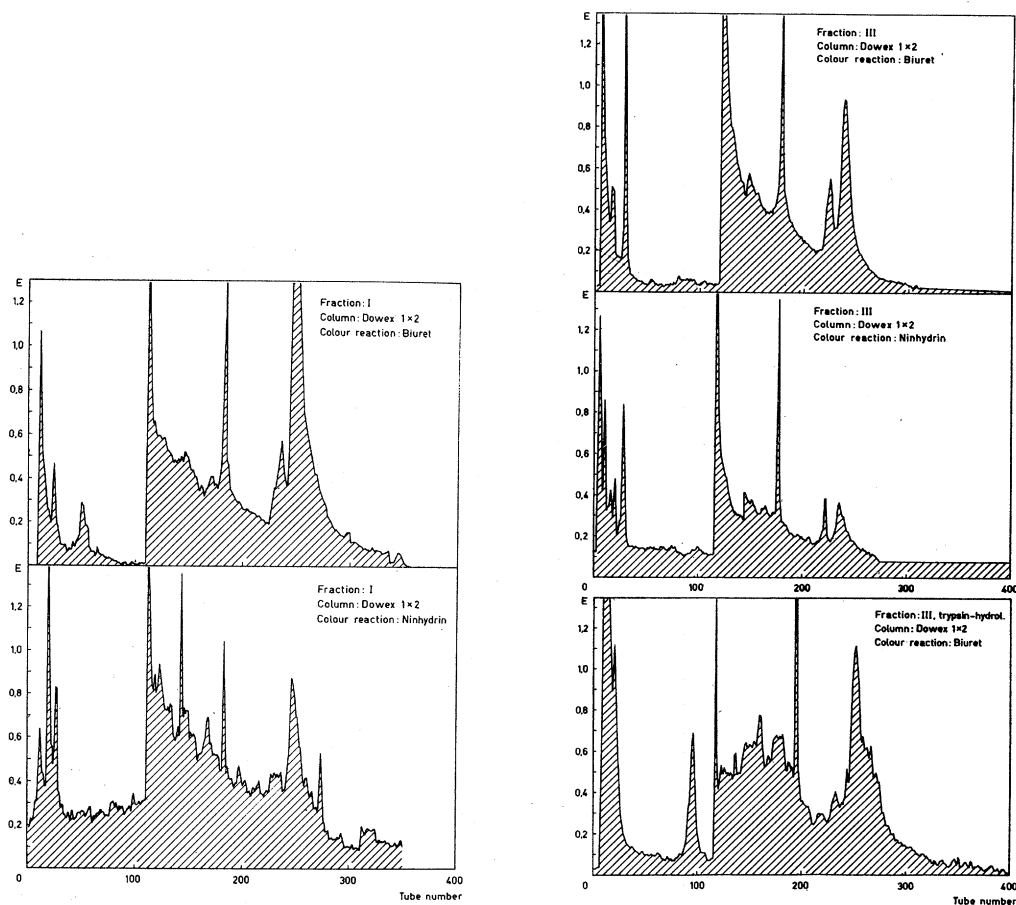 E
1,2
1,0
0,8
0,6
0,4
0,2
Fraction: I
Column: Dowex 1×2
Colour reaction: Biuret
E
1,2
1,0
0,8
0,6
0,4
0,2
Fraction: I
Column: Dowex 1×2
Colour reaction: Ninhydrin
0 100 200 300 400
Tube number
E
1,2
1,0
0,8
0,6
0,4
0,2
Fraction: III
Column: Dowex 1×2
Colour reaction: Biuret
E
1,2
1,0
0,8
0,6
0,4
0,2
Fraction: III
Column: Dowex 1×2
Colour reaction: Ninhydrin
0 100 200 300 400
E
1,2
1,0
0,8
0,6
0,4
0,2
Fraction: III, trypsin-hydrol.
Column: Dowex 1×2
Colour reaction: Biuret
0 100 200 300 400
Tube number